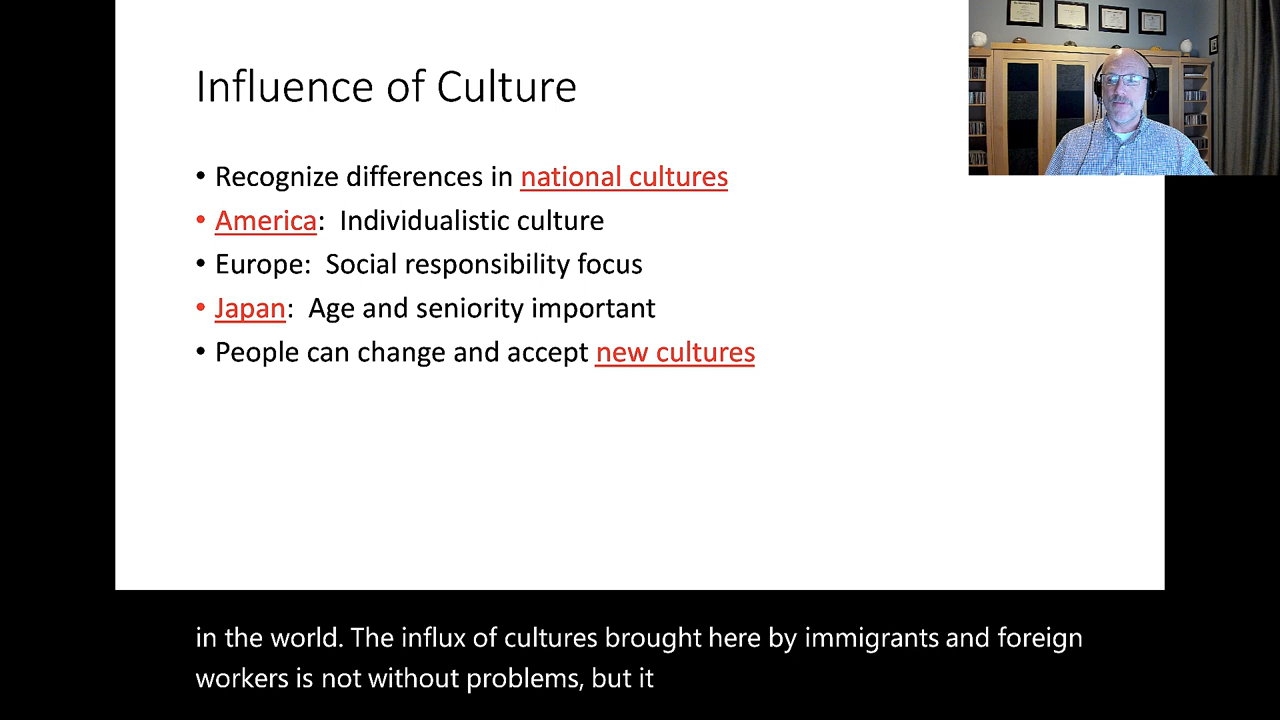 Influence of Culture
• Recognize differences in national cultures
• America: Individualistic culture
• Europe: Social responsibility focus
• Japan: Age and seniority important
• People can change and accept new cultures
in the world. The influx of cultures brought here by immigrants and foreign
workers is not without problems, but it